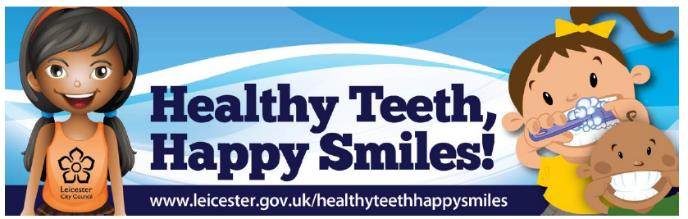 Healthy Teeth,
Happy Smiles!
Leicester
City Council
www.leicester.gov.uk/healthyteethhappysmiles